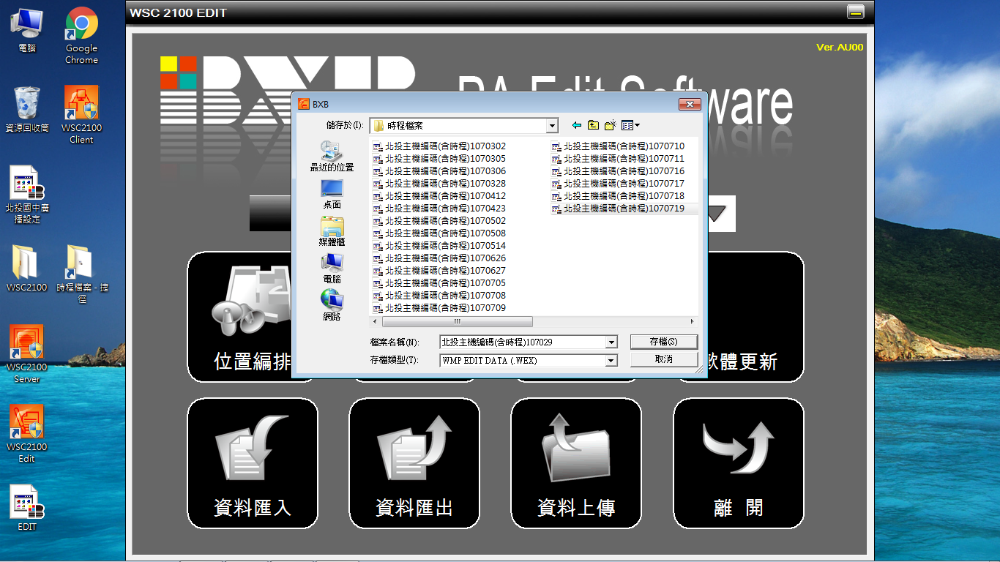 WSC 2100 EDIT
Ver.AU00
BXB
PA Edit Software
電腦
Google
Chrome
資源回收筒
WSC2100
Client
北投國中廣
播設定
WSC2100
時程檔案 - 捷
徑
WSC2100
Server
WSC2100
Edit
EDIT
BXB
儲存於(I):
時程檔案
最近的位置
桌面
媒體櫃
電腦
網路
北投主機編碼(含時程)1070302
北投主機編碼(含時程)1070305
北投主機編碼(含時程)1070306
北投主機編碼(含時程)1070328
北投主機編碼(含時程)1070412
北投主機編碼(含時程)1070423
北投主機編碼(含時程)1070502
北投主機編碼(含時程)1070508
北投主機編碼(含時程)1070514
北投主機編碼(含時程)1070626
北投主機編碼(含時程)1070627
北投主機編碼(含時程)1070705
北投主機編碼(含時程)1070708
北投主機編碼(含時程)1070709
北投主機編碼(含時程)1070710
北投主機編碼(含時程)1070711
北投主機編碼(含時程)1070716
北投主機編碼(含時程)1070717
北投主機編碼(含時程)1070718
北投主機編碼(含時程)1070719
檔案名稱(N):
北投主機編碼(含時程)107029
存檔(S)
存檔類型(T):
WMP EDIT DATA (.WEX)
取消
位置編排
軟體更新
資料匯入
資料匯出
資料上傳
離 開